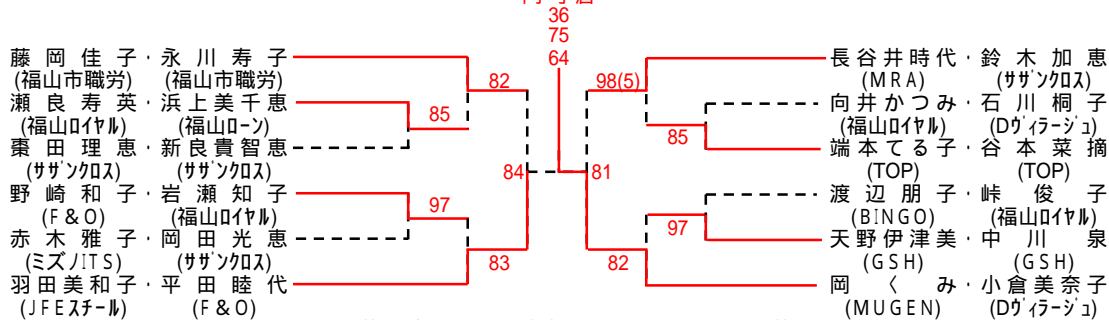 36
75
64
藤岡佳子・永川寿子
(福山市職労) (福山市職労)
瀬良寿英・浜上美千恵
(福山ロイヤル) (福山ローン)
棗田理恵・新良貴智恵
(サザンクロス) (サザンクロス)
野崎和子・岩瀬知子
(F&O) (福山ロイヤル)
赤木雅子・岡田光恵
(ミズノITS) (サザンクロス)
羽田美和子・平田睦代
(JFEスチール) (F&O)
82
85
84
97
83
長谷井時代・鈴木加恵
(MRA) (サザンクロス)
向井かつみ・石川桐子
(福山ロイヤル) (Dヴィラージュ)
端本てる子・谷本菜摘
(TOP) (TOP)
渡辺朋子・峠俊子
(BINGO) (福山ロイヤル)
天野伊津美・中川泉
(GSH) (GSH)
岡くみ・小倉美奈子
(MUGEN) (Dヴィラージュ)
98(5)
85
81
97
82